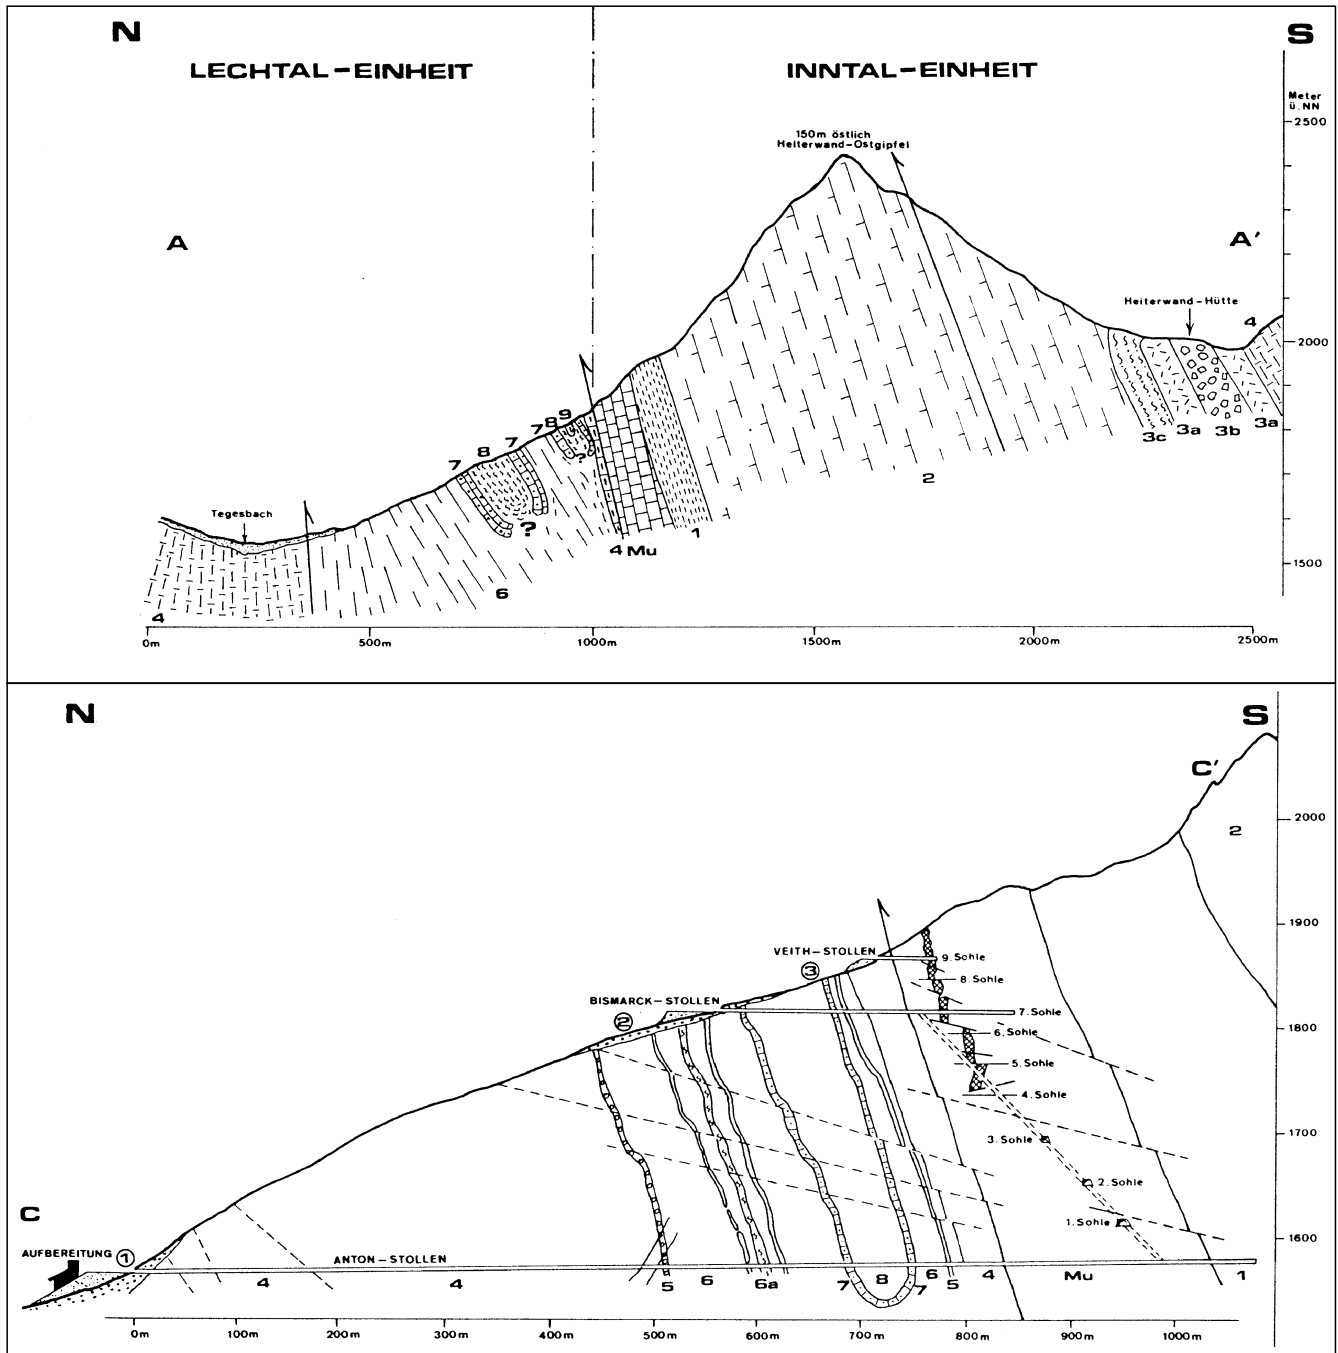 N
S
LECHTAL-EINHEIT
INNTAL-EINHEIT
Meter
ü. NN
2500
150m östlich
Heiterwand-Ostgipfel
A
A'
Heiterwand-Hütte
4
2000
9
8
7
7
8
7
?
3c
3a
3b
3a
2
Tegesbach
?
1
4
Mu
1500
6
4
0m
500m
1000m
1500m
2000m
2500m
N
S
C'
2000
2
1900
VEITH-STOLLEN
9. Sohle
3
8. Sohle
BISMARCK-STOLLEN
7. Sohle
2
1800
6. Sohle
5. Sohle
4. Sohle
1700
3. Sohle
2. Sohle
C
1. Sohle
1600
AUFBEREITUNG
1
ANTON-STOLLEN
4
4
5
6
6a
7
8
7
6
5
4
Mu
1
0m
100m
200m
300m
400m
500m
600m
700m
800m
900m
1000m